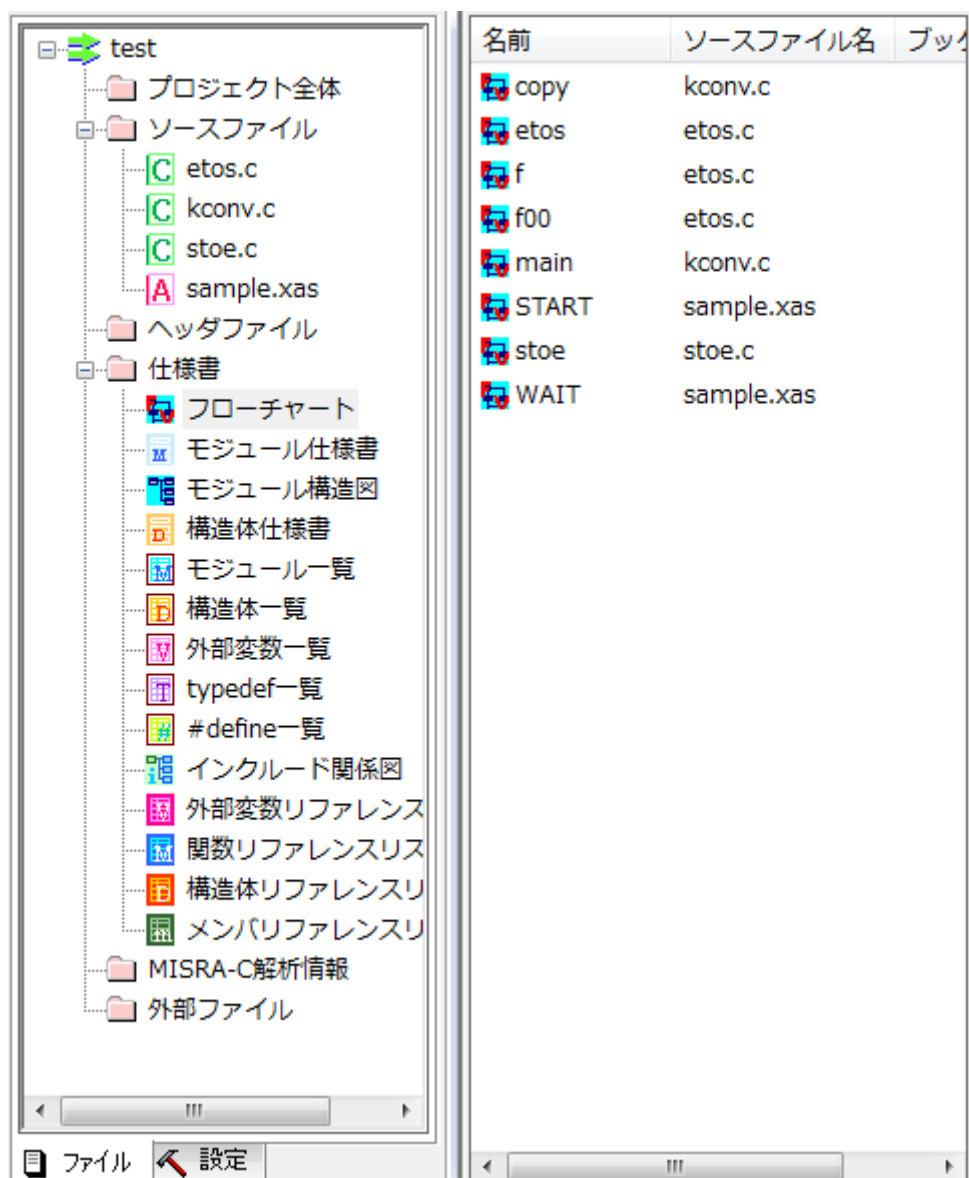 test
プロジェクト全体
ソースファイル
etos.c
kconv.c
stoe.c
sample.xas
ヘッダファイル
仕様書
フローチャート
モジュール仕様書
モジュール構造図
構造体仕様書
モジュール一覧
構造体一覧
外部変数一覧
typedef一覧
#define一覧
インクルード関係図
外部変数リファレンス
関数リファレンスリス
構造体リファレンスリ
メンバリファレンスリ
MISRA-C解析情報
外部ファイル
ファイル 設定
名前 ソースファイル名 ブック
copy kconv.c
etos etos.c
f etos.c
f00 etos.c
main kconv.c
START sample.xas
stoe stoe.c
WAIT sample.xas